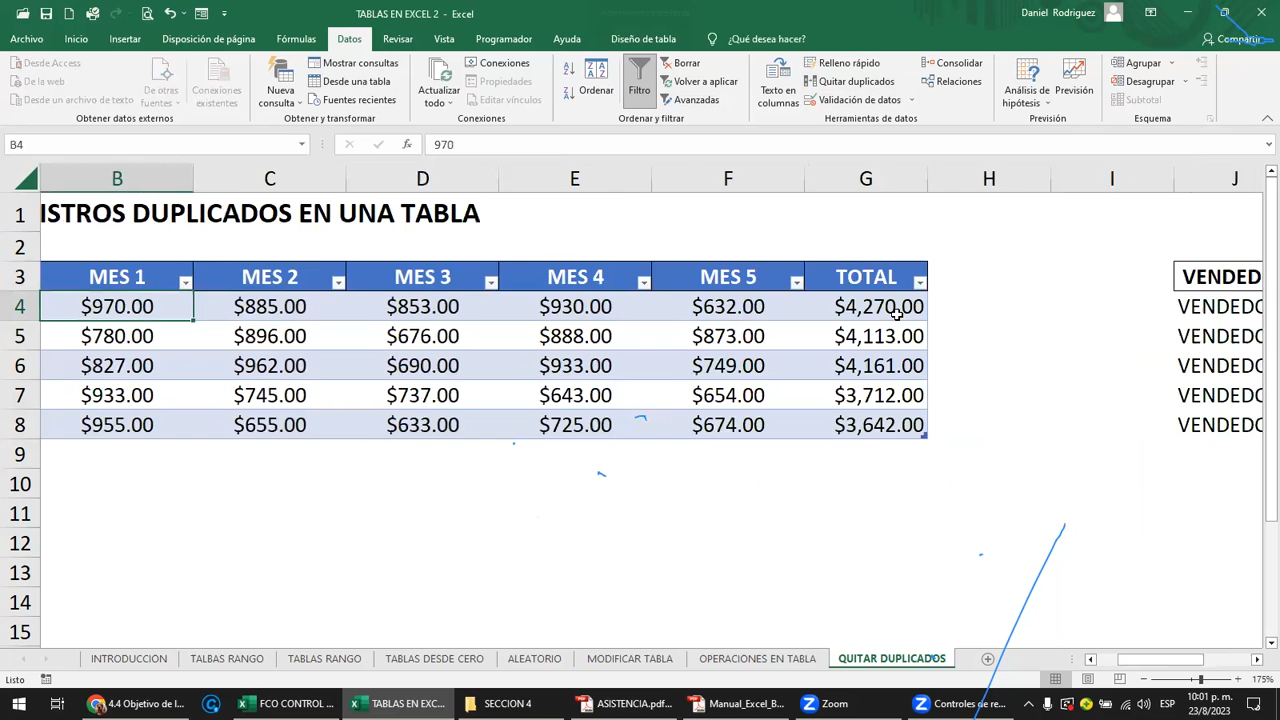 TABLAS EN EXCEL 2 - Excel
Daniel Rodriguez
Archivo Inicio Insertar Disposición de página Fórmulas Datos Revisar Vista Programador Ayuda Diseño de tabla ¿Qué desea hacer? Compartir
Desde Access
De la web
Desde un archivo de texto
De otras fuentes
Conexiones existentes
Obtener datos externos
Nueva consulta
Mostrar consultas
Desde una tabla
Fuentes recientes
Obtener y transformar
Actualizar todo
Conexiones
Propiedades
Editar vínculos
Conexiones
Ordenar
Filtro
Borrar
Volver a aplicar
Avanzadas
Ordenar y filtrar
Texto en columnas
Relleno rápido
Quitar duplicados
Validación de datos
Consolidar
Relaciones
Herramientas de datos
Análisis de hipótesis
Previsión
Previsión
Agrupar
Desagrupar
Subtotal
Esquema
B4 fx 970
B C D E F G H I J
1 ISTROS DUPLICADOS EN UNA TABLA
2
3 MES 1 MES 2 MES 3 MES 4 MES 5 TOTAL VENDED
4 $970.00 $885.00 $853.00 $930.00 $632.00 $4,270.00 VENDEDO
5 $780.00 $896.00 $676.00 $888.00 $873.00 $4,113.00 VENDEDO
6 $827.00 $962.00 $690.00 $933.00 $749.00 $4,161.00 VENDEDO
7 $933.00 $745.00 $737.00 $643.00 $654.00 $3,712.00 VENDEDO
8 $955.00 $655.00 $633.00 $725.00 $674.00 $3,642.00 VENDEDO
9
10
11
12
13
14
15
INTRODUCCION TALBAS RANGO TABLAS RANGO TABLAS DESDE CERO ALEATORIO MODIFICAR TABLA OPERACIONES EN TABLA QUITAR DUPLICADOS
Listo 175%
4.4 Objetivo de l... FCO CONTROL ... TABLAS EN EXC... SECCION 4 ASISTENCIA.pdf... Manual_Excel_B... Zoom Controles de re... ESP 10:01 p. m.
23/8/2023